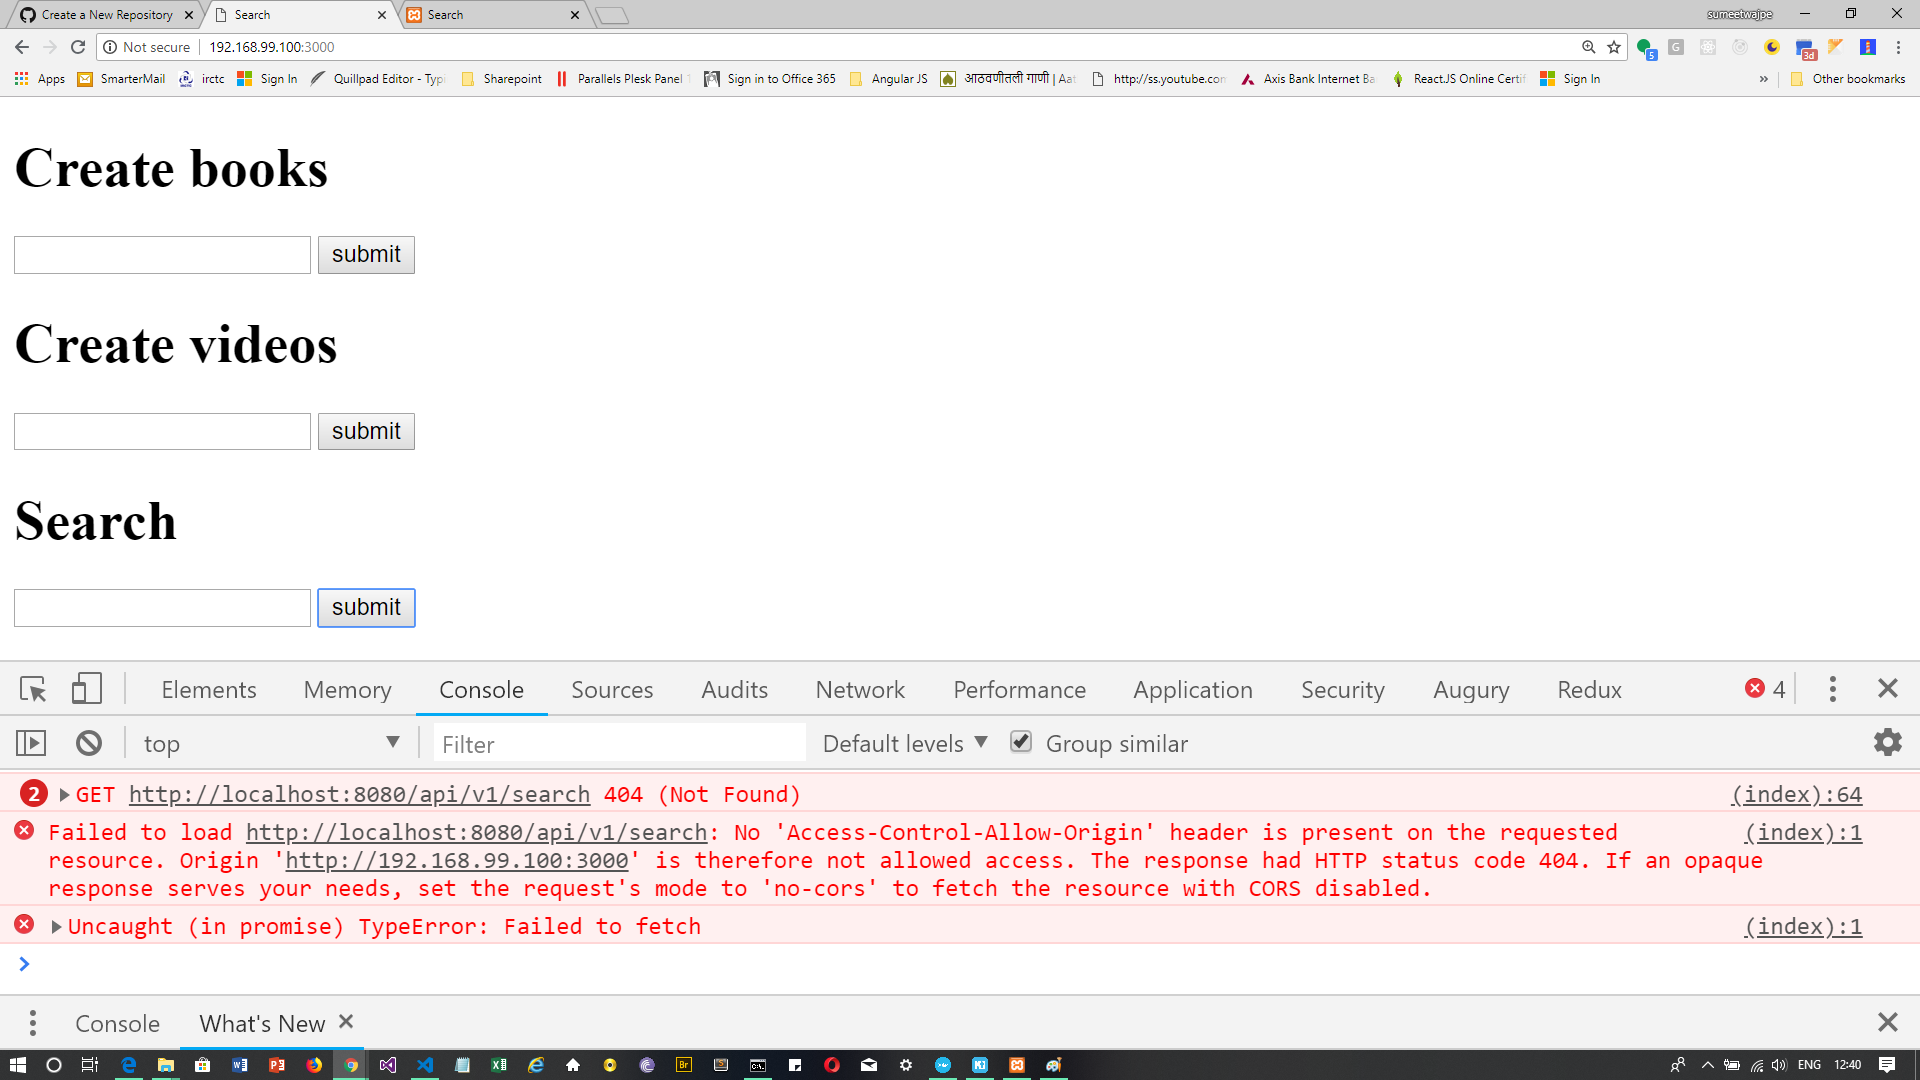 Create a New Repository
Search
Search
sumeetwajpe
Not secure
192.168.99.100:3000
5
G
3d
Apps
SmarterMail
irctc
Sign In
Quillpad Editor - Typi
Sharepoint
Parallels Plesk Panel
Sign in to Office 365
Angular JS
आठवणीतली गाणी | Aat
http://ss.youtube.com
Axis Bank Internet Ba
React.JS Online Certif
Sign In
»
Other bookmarks
Create books
submit
Create videos
submit
Search
submit
Elements Memory Console Sources Audits Network Performance Application Security Augury Redux 4
top
Filter
Default levels
Group similar
2 GET http://localhost:8080/api/v1/search 404 (Not Found) (index):64
Failed to load http://localhost:8080/api/v1/search: No 'Access-Control-Allow-Origin' header is present on the requested (index):1
resource. Origin 'http://192.168.99.100:3000' is therefore not allowed access. The response had HTTP status code 404. If an opaque
response serves your needs, set the request's mode to 'no-cors' to fetch the resource with CORS disabled.
Uncaught (in promise) TypeError: Failed to fetch (index):1
Console
What's New
Br
ENG
12:40